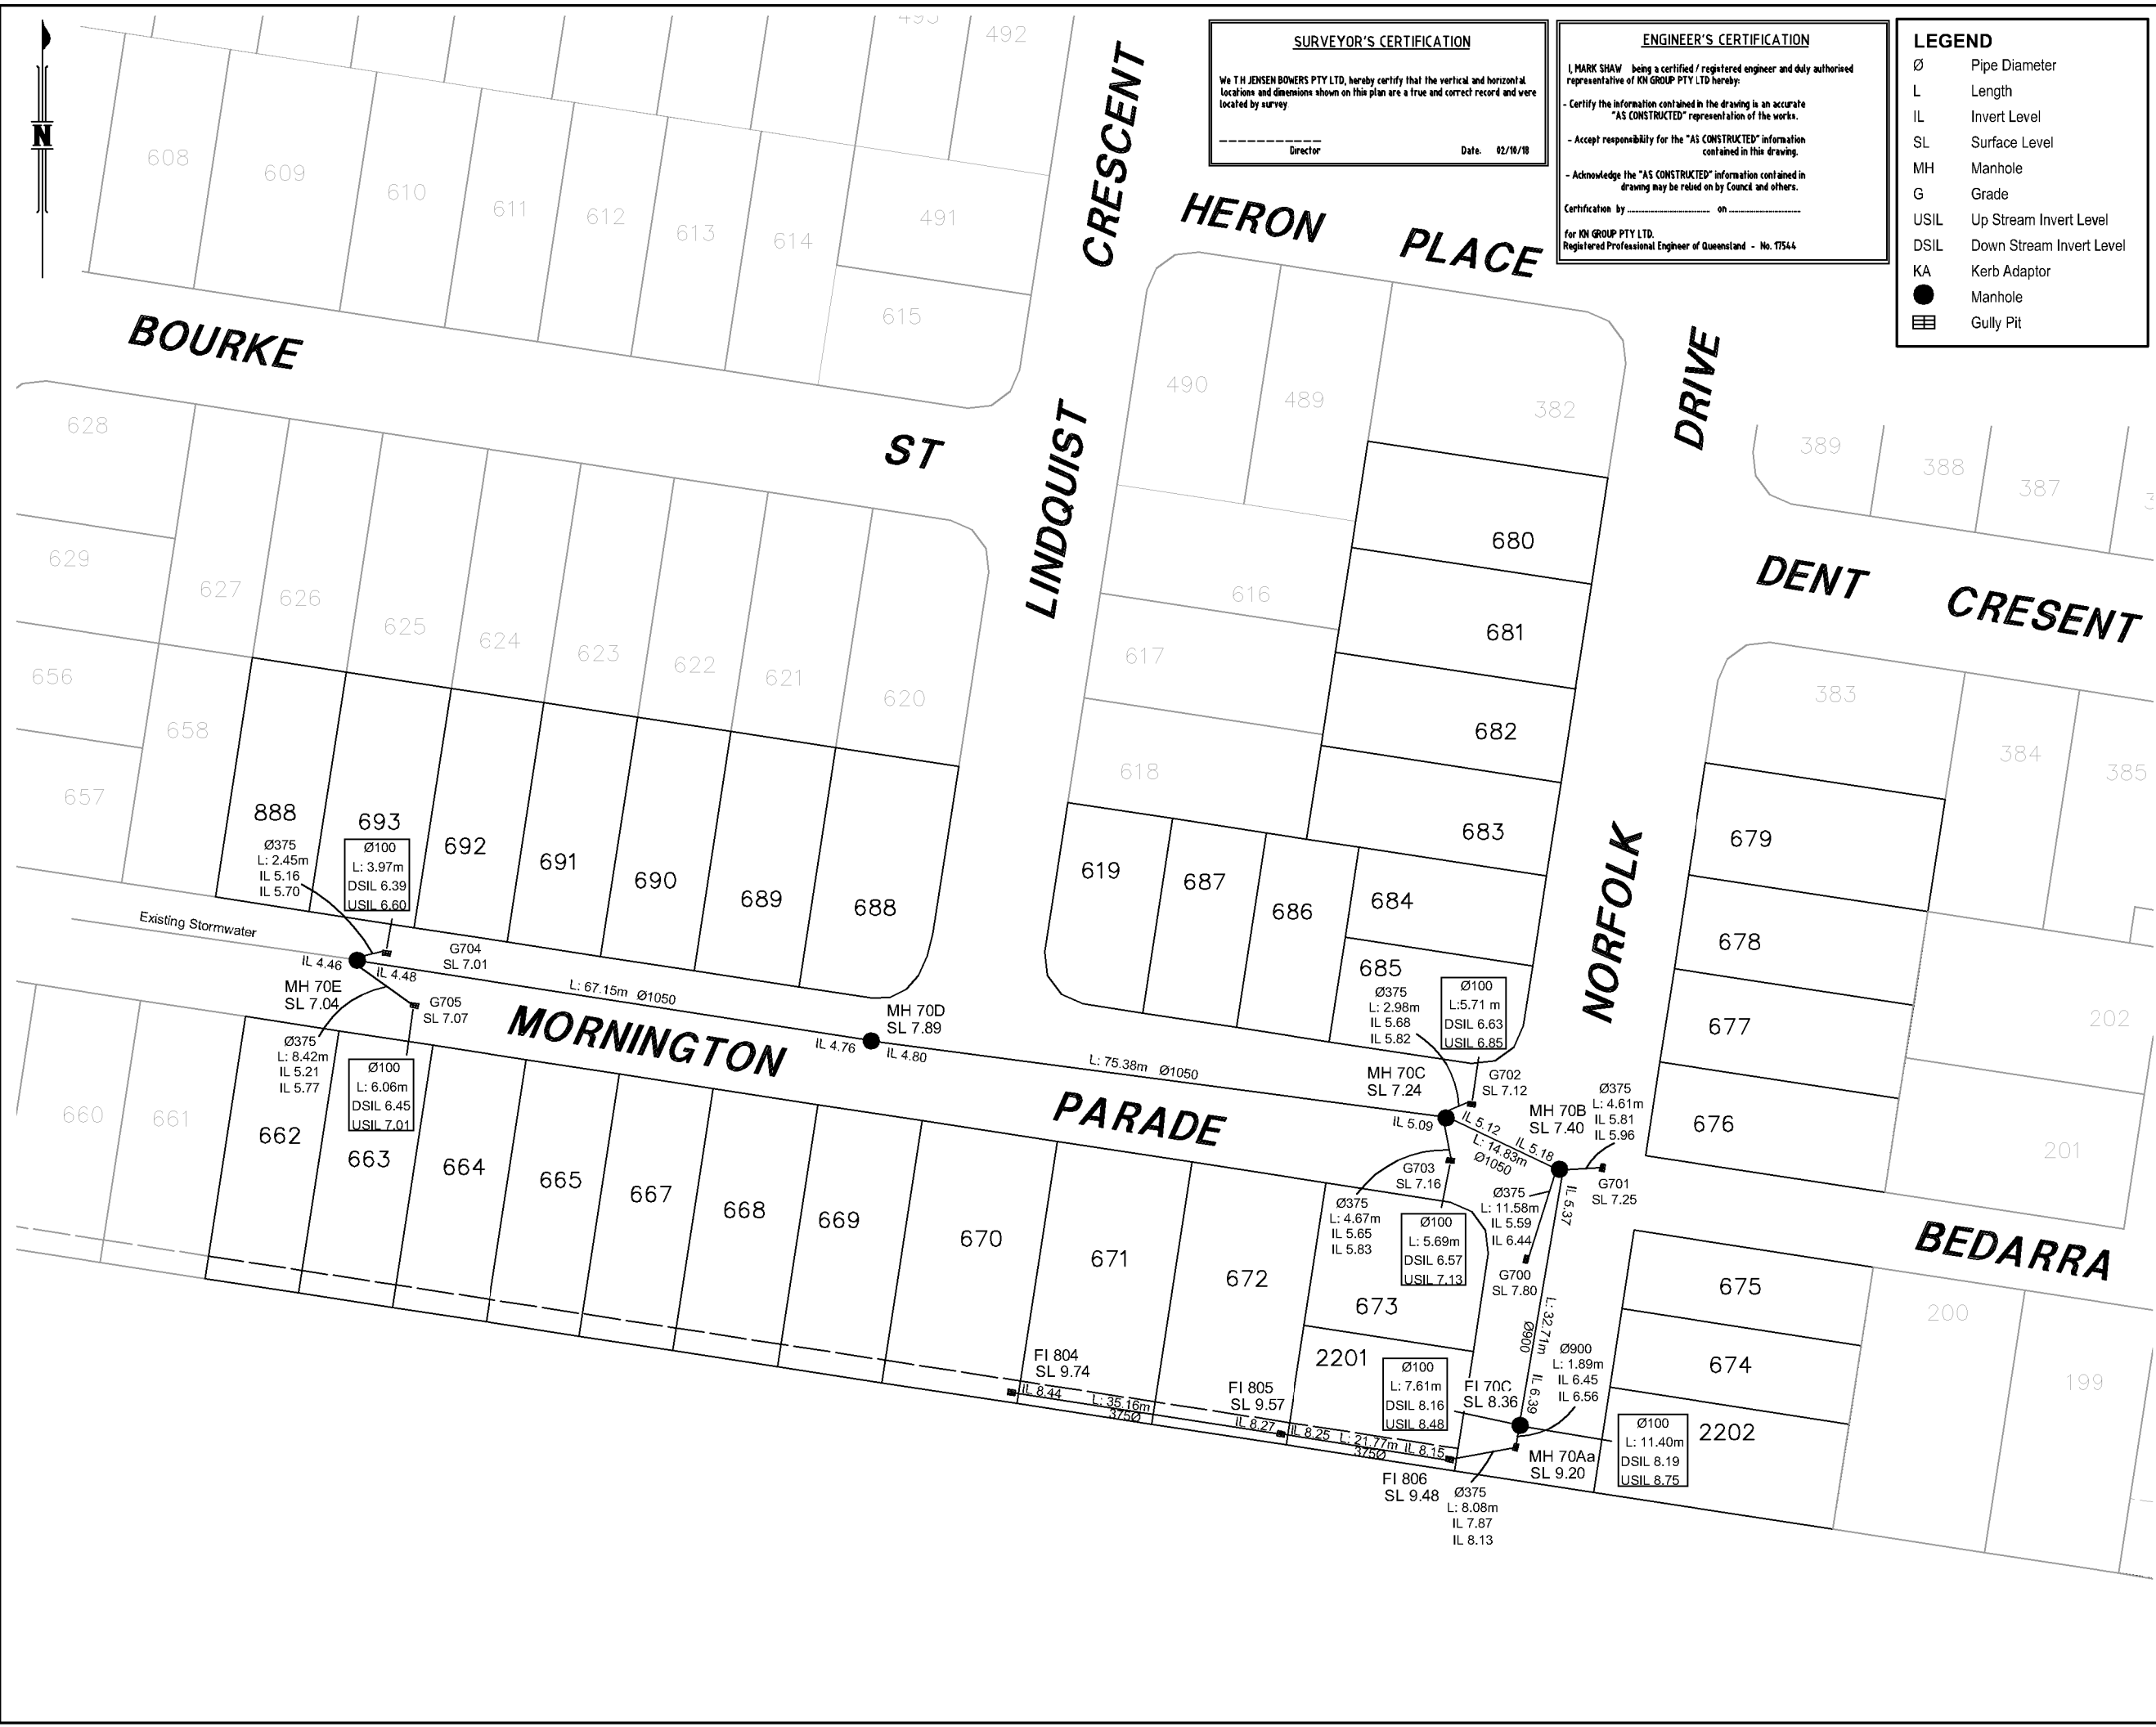 SURVEYOR'S CERTIFICATION
We T H JENSEN BOWERS PTY LTD, hereby certify that the vertical and horizontal
locations and dimensions shown on this plan are a true and correct record and were
located by survey
Director
Date. 02/10/18
ENGINEER'S CERTIFICATION
I, MARK SHAW being a certified / registered engineer and duly authorised
representative of KN GROUP PTY LTD hereby:
- Certify the information contained in the drawing is an accurate
"AS CONSTRUCTED" representation of the works.
- Accept responsibility for the "AS CONSTRUCTED" information
contained in this drawing.
- Acknowledge the "AS CONSTRUCTED" information contained in
drawing may be relied on by Council and others.
Certification by on
for KN GROUP PTY LTD.
Registered Professional Engineer of Queensland - No. 17544
LEGEND
Ø Pipe Diameter
L Length
IL Invert Level
SL Surface Level
MH Manhole
G Grade
USIL Up Stream Invert Level
DSIL Down Stream Invert Level
KA Kerb Adaptor
Manhole
Gully Pit
N
493
492
608
609
610
611
612
613
614
491
615
CRESCENT
HERON PLACE
BOURKE
ST
LINDQUIST
DRIVE
490
489
382
389
388
387
628
629
627
626
625
624
623
622
621
620
656
658
657
616
617
618
680
681
682
683
DENT CRESENT
383
384
385
888
693
692
691
690
689
688
619
687
686
684
685
NORFOLK
679
678
677
676
202
201
Ø375
L: 2.45m
IL 5.16
IL 5.70
Ø100
L: 3.97m
DSIL 6.39
USIL 6.60
Existing Stormwater
IL 4.46
IL 4.48
G704
SL 7.01
MH 70E
SL 7.04
G705
SL 7.07
L: 67.15m Ø1050
MORNINGTON
PARADE
MH 70D
SL 7.89
IL 4.76
IL 4.80
L: 75.38m Ø1050
Ø375
L: 8.42m
IL 5.21
IL 5.77
Ø100
L: 6.06m
DSIL 6.45
USIL 7.01
Ø375
L: 2.98m
IL 5.68
IL 5.82
Ø100
L:5.71 m
DSIL 6.63
USIL 6.85
MH 70C
SL 7.24
G702
SL 7.12
IL 5.09
IL 5.12
L: 14.83m
Ø1050
IL 5.18
MH 70B
SL 7.40
Ø375
L: 4.61m
IL 5.81
IL 5.96
G703
SL 7.16
G701
SL 7.25
Ø375
L: 4.67m
IL 5.65
IL 5.83
Ø100
L: 5.69m
DSIL 6.57
USIL 7.13
Ø375
L: 11.58m
IL 5.59
IL 6.44
IL 5.37
G700
SL 7.80
L: 32.71m
Ø900
IL 6.39
BEDARRA
660
661
662
663
664
665
667
668
669
670
671
672
673
2201
675
674
2202
200
199
FI 804
SL 9.74
IL 8.44
L: 35.16m
375Ø
FI 805
SL 9.57
IL 8.27
IL 8.25
L: 21.77m
375Ø
IL 8.15
Ø100
L: 7.61m
DSIL 8.16
USIL 8.48
FI 70C
SL 8.36
Ø900
L: 1.89m
IL 6.45
IL 6.56
FI 806
SL 9.48
Ø375
L: 8.08m
IL 7.87
IL 8.13
MH 70Aa
SL 9.20
Ø100
L: 11.40m
DSIL 8.19
USIL 8.75